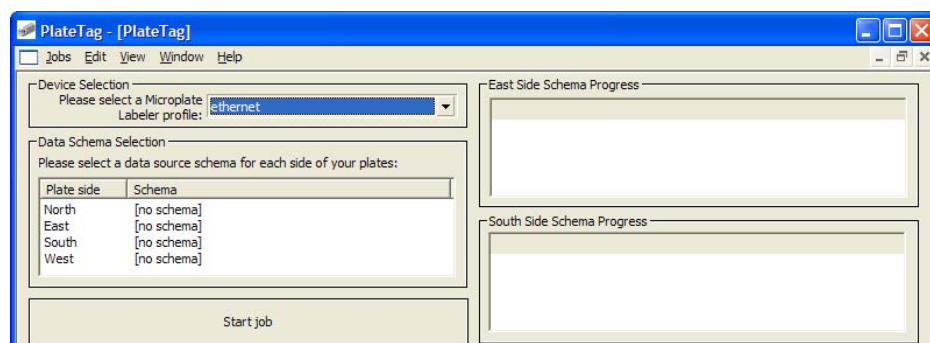 PlateTag - [PlateTag]
Jobs Edit View Window Help
Device Selection
Please select a Microplate
Labeler profile:
ethernet
Data Schema Selection
Please select a data source schema for each side of your plates:
Plate side Schema
North [no schema]
East [no schema]
South [no schema]
West [no schema]
Start job
East Side Schema Progress
South Side Schema Progress